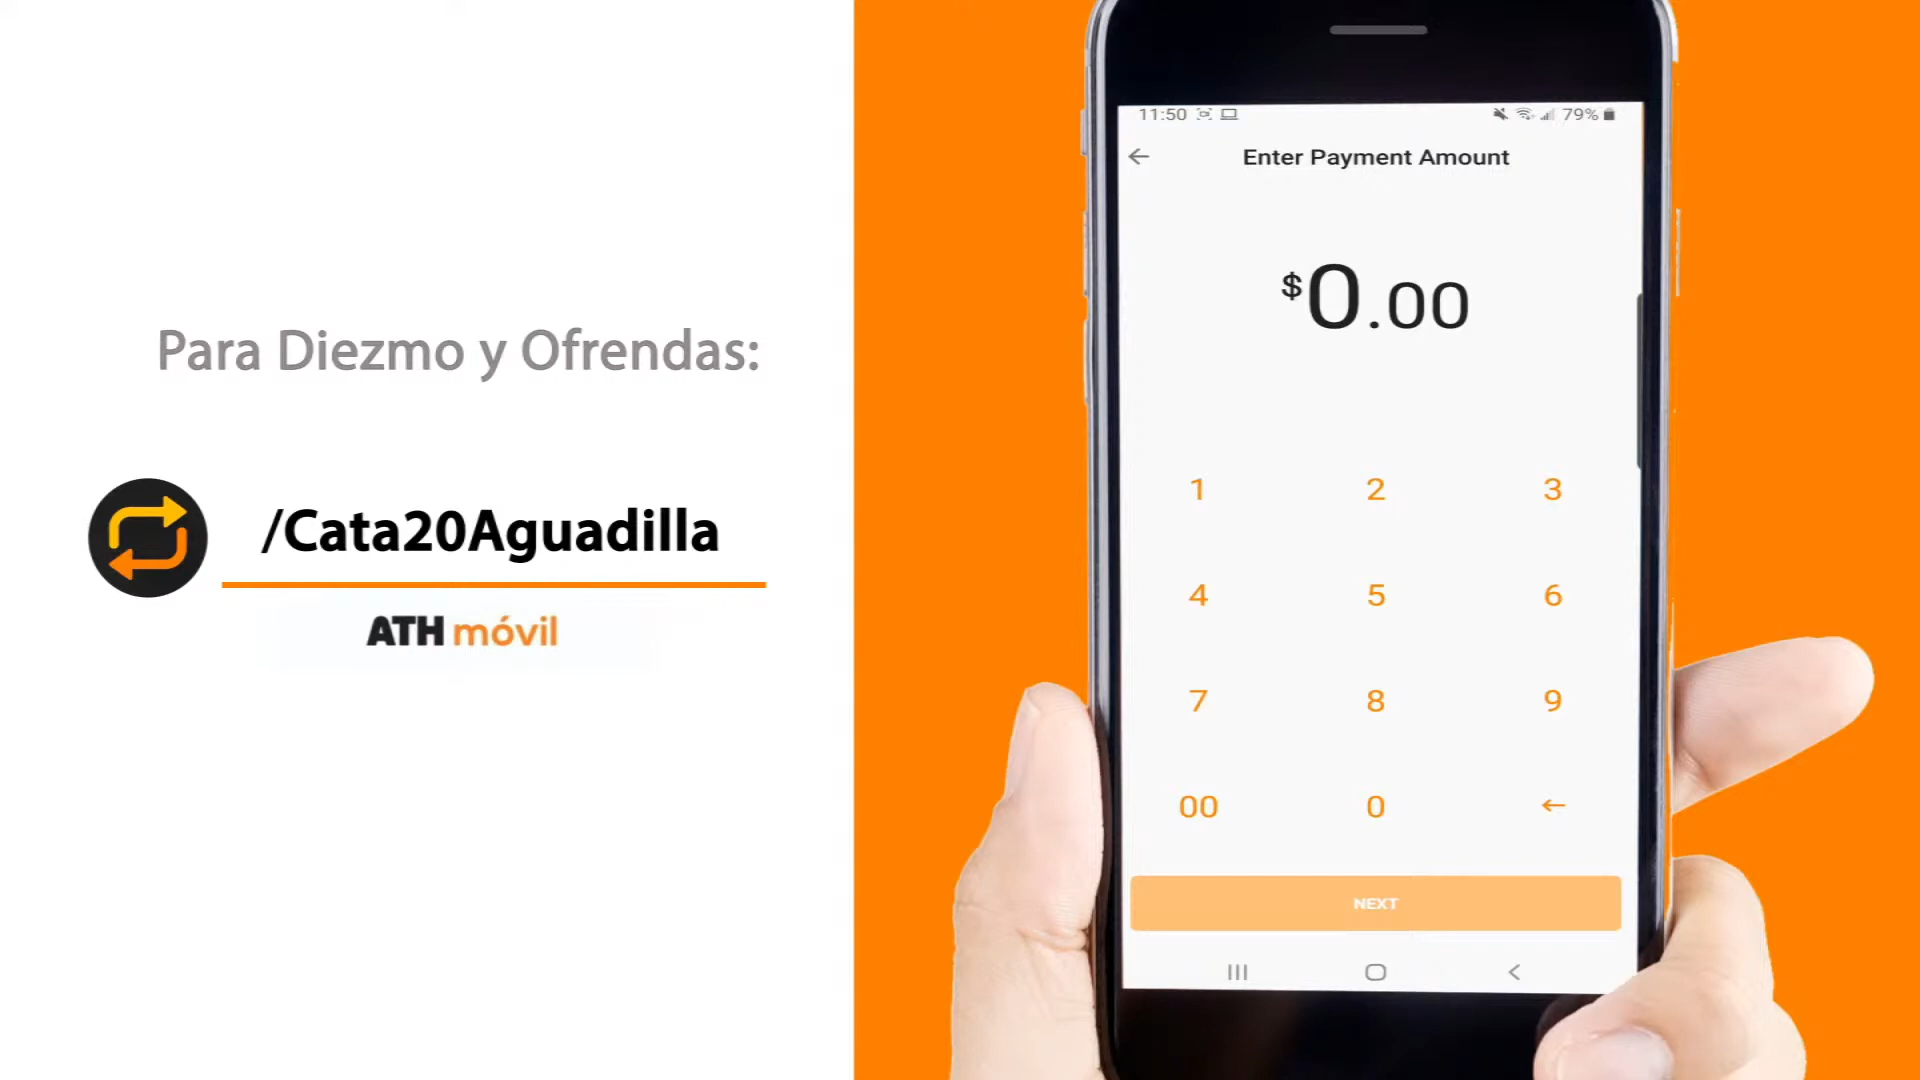 Para Diezmo y Ofrendas:
/Cata20Aguadilla
ATH móvil
11:50
79%
Enter Payment Amount
$0.00
1 2 3
4 5 6
7 8 9
00 0 ←
NEXT